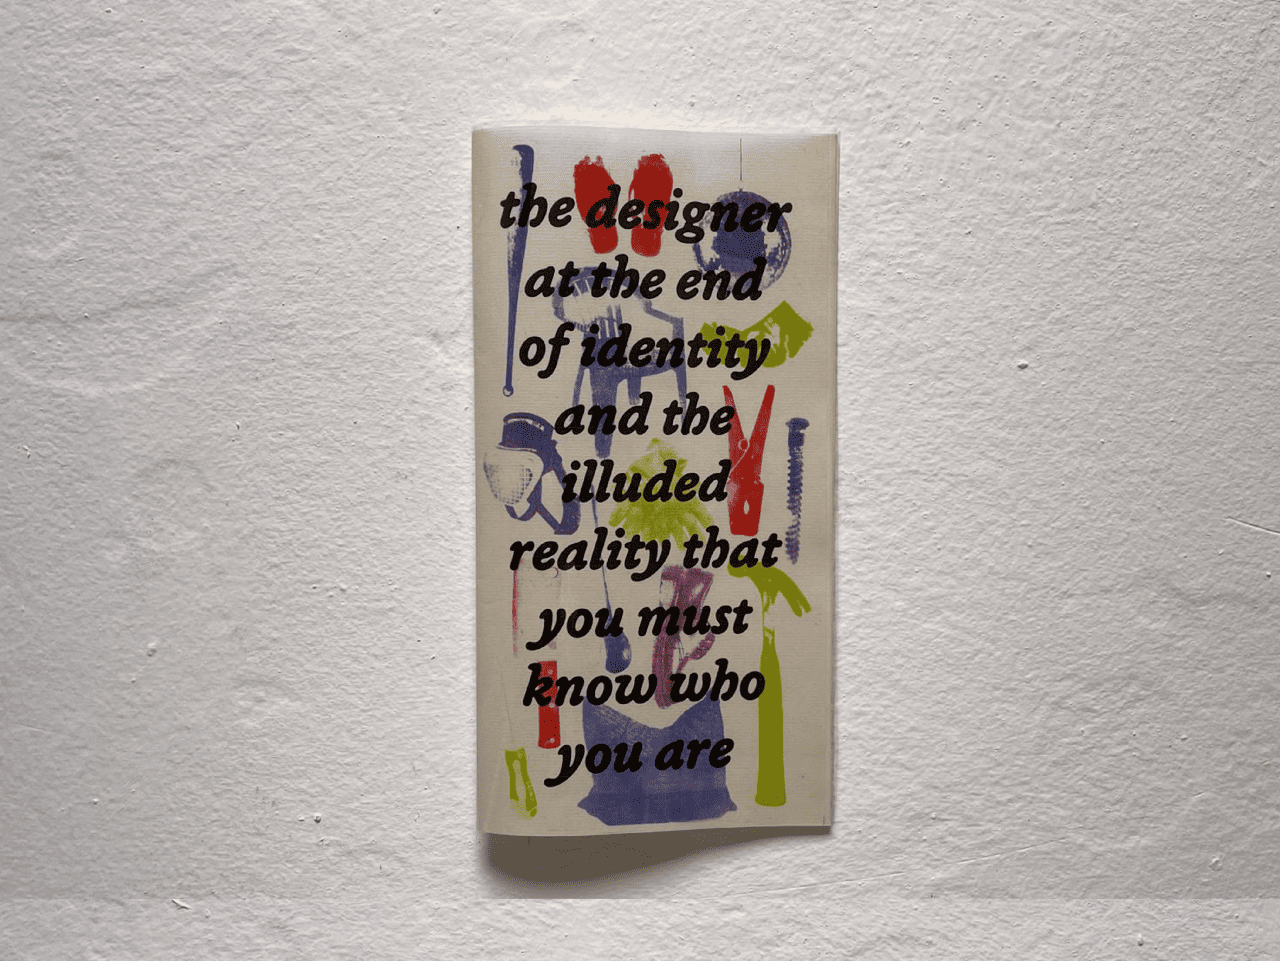 the designer
at the end
of identity
and the
illuded
reality that
you must
know who
you are